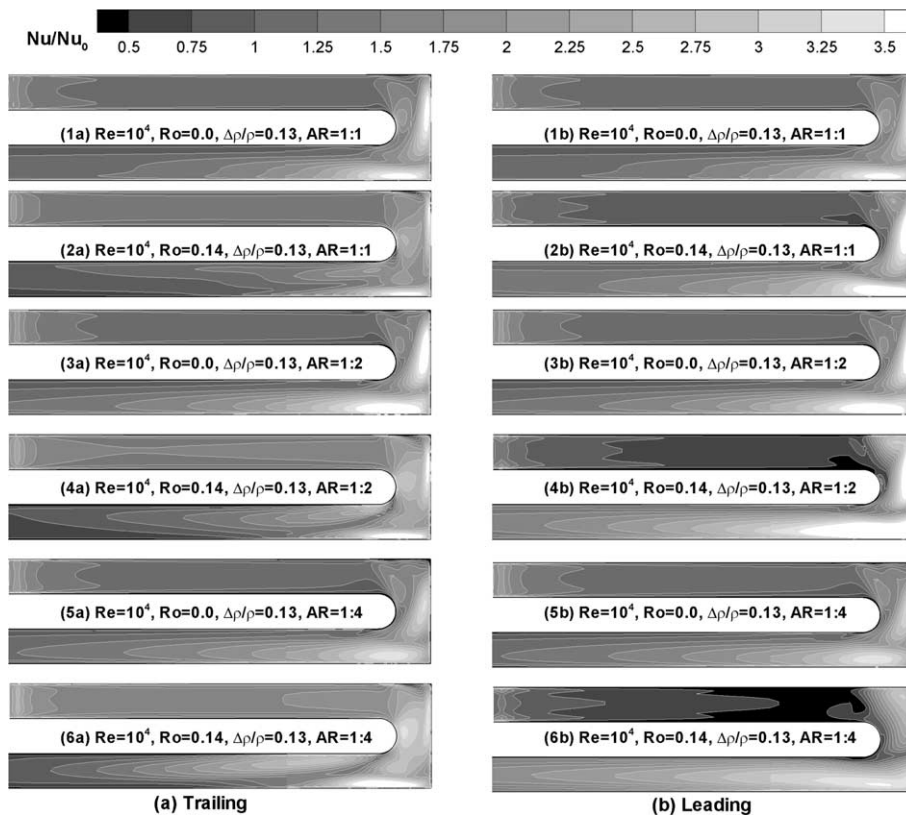 Nu/Nu₀
0.5 0.75 1 1.25 1.5 1.75 2 2.25 2.5 2.75 3 3.25 3.5
(1a) Re=10⁴, Ro=0.0, Δρ/ρ=0.13, AR=1:1
(1b) Re=10⁴, Ro=0.0, Δρ/ρ=0.13, AR=1:1
(2a) Re=10⁴, Ro=0.14, Δρ/ρ=0.13, AR=1:1
(2b) Re=10⁴, Ro=0.14, Δρ/ρ=0.13, AR=1:1
(3a) Re=10⁴, Ro=0.0, Δρ/ρ=0.13, AR=1:2
(3b) Re=10⁴, Ro=0.0, Δρ/ρ=0.13, AR=1:2
(4a) Re=10⁴, Ro=0.14, Δρ/ρ=0.13, AR=1:2
(4b) Re=10⁴, Ro=0.14, Δρ/ρ=0.13, AR=1:2
(5a) Re=10⁴, Ro=0.0, Δρ/ρ=0.13, AR=1:4
(5b) Re=10⁴, Ro=0.0, Δρ/ρ=0.13, AR=1:4
(6a) Re=10⁴, Ro=0.14, Δρ/ρ=0.13, AR=1:4
(6b) Re=10⁴, Ro=0.14, Δρ/ρ=0.13, AR=1:4
(a) Trailing
(b) Leading